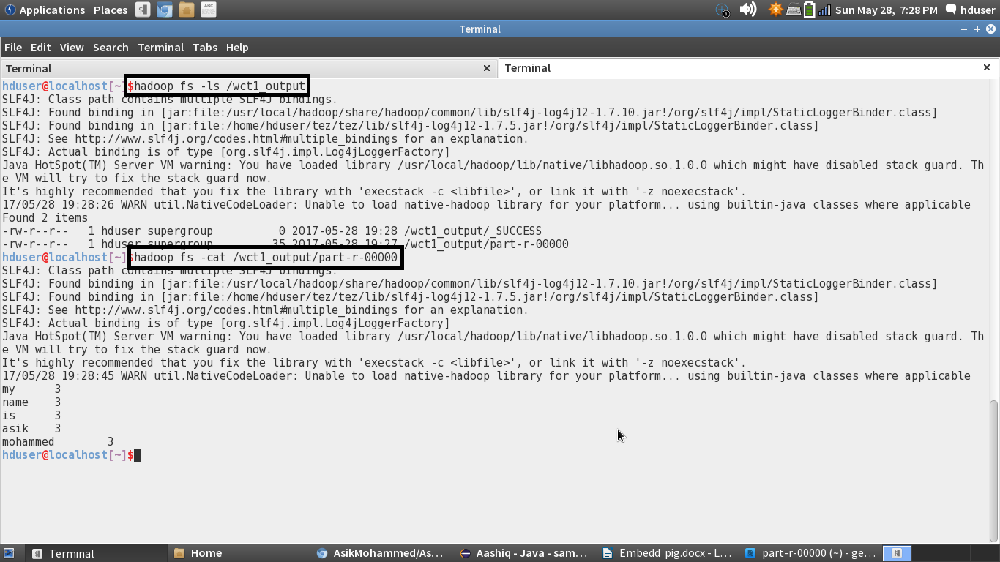 Applications Places Sun May 28, 7:28 PM hduser
Terminal
File Edit View Search Terminal Tabs Help
Terminal Terminal
hduser@localhost[~]$hadoop fs -ls /wct1_output
SLF4J: Class path contains multiple SLF4J bindings.
SLF4J: Found binding in [jar:file:/usr/local/hadoop/share/hadoop/common/lib/slf4j-log4j12-1.7.10.jar!/org/slf4j/impl/StaticLoggerBinder.class]
SLF4J: Found binding in [jar:file:/home/hduser/tez/tez/lib/slf4j-log4j12-1.7.5.jar!/org/slf4j/impl/StaticLoggerBinder.class]
SLF4J: See http://www.slf4j.org/codes.html#multiple_bindings for an explanation.
SLF4J: Actual binding is of type [org.slf4j.impl.Log4jLoggerFactory]
Java HotSpot(TM) Server VM warning: You have loaded library /usr/local/hadoop/lib/native/libhadoop.so.1.0.0 which might have disabled stack guard. Th
e VM will try to fix the stack guard now.
It's highly recommended that you fix the library with 'execstack -c <libfile>', or link it with '-z noexecstack'.
17/05/28 19:28:26 WARN util.NativeCodeLoader: Unable to load native-hadoop library for your platform... using builtin-java classes where applicable
Found 2 items
-rw-r--r--   1 hduser supergroup          0 2017-05-28 19:28 /wct1_output/_SUCCESS
-rw-r--r--   1 hduser supergroup         35 2017-05-28 19:27 /wct1_output/part-r-00000
hduser@localhost[~]$hadoop fs -cat /wct1_output/part-r-00000
SLF4J: Class path contains multiple SLF4J bindings.
SLF4J: Found binding in [jar:file:/usr/local/hadoop/share/hadoop/common/lib/slf4j-log4j12-1.7.10.jar!/org/slf4j/impl/StaticLoggerBinder.class]
SLF4J: Found binding in [jar:file:/home/hduser/tez/tez/lib/slf4j-log4j12-1.7.5.jar!/org/slf4j/impl/StaticLoggerBinder.class]
SLF4J: See http://www.slf4j.org/codes.html#multiple_bindings for an explanation.
SLF4J: Actual binding is of type [org.slf4j.impl.Log4jLoggerFactory]
Java HotSpot(TM) Server VM warning: You have loaded library /usr/local/hadoop/lib/native/libhadoop.so.1.0.0 which might have disabled stack guard. Th
e VM will try to fix the stack guard now.
It's highly recommended that you fix the library with 'execstack -c <libfile>', or link it with '-z noexecstack'.
17/05/28 19:28:45 WARN util.NativeCodeLoader: Unable to load native-hadoop library for your platform... using builtin-java classes where applicable
my      3
name    3
is      3
asik    3
mohammed        3
hduser@localhost[~]$
Terminal Home AsikMohammed/As... Aashiq - Java - sam... Embedd pig.docx - L... part-r-00000 (~) - ge...